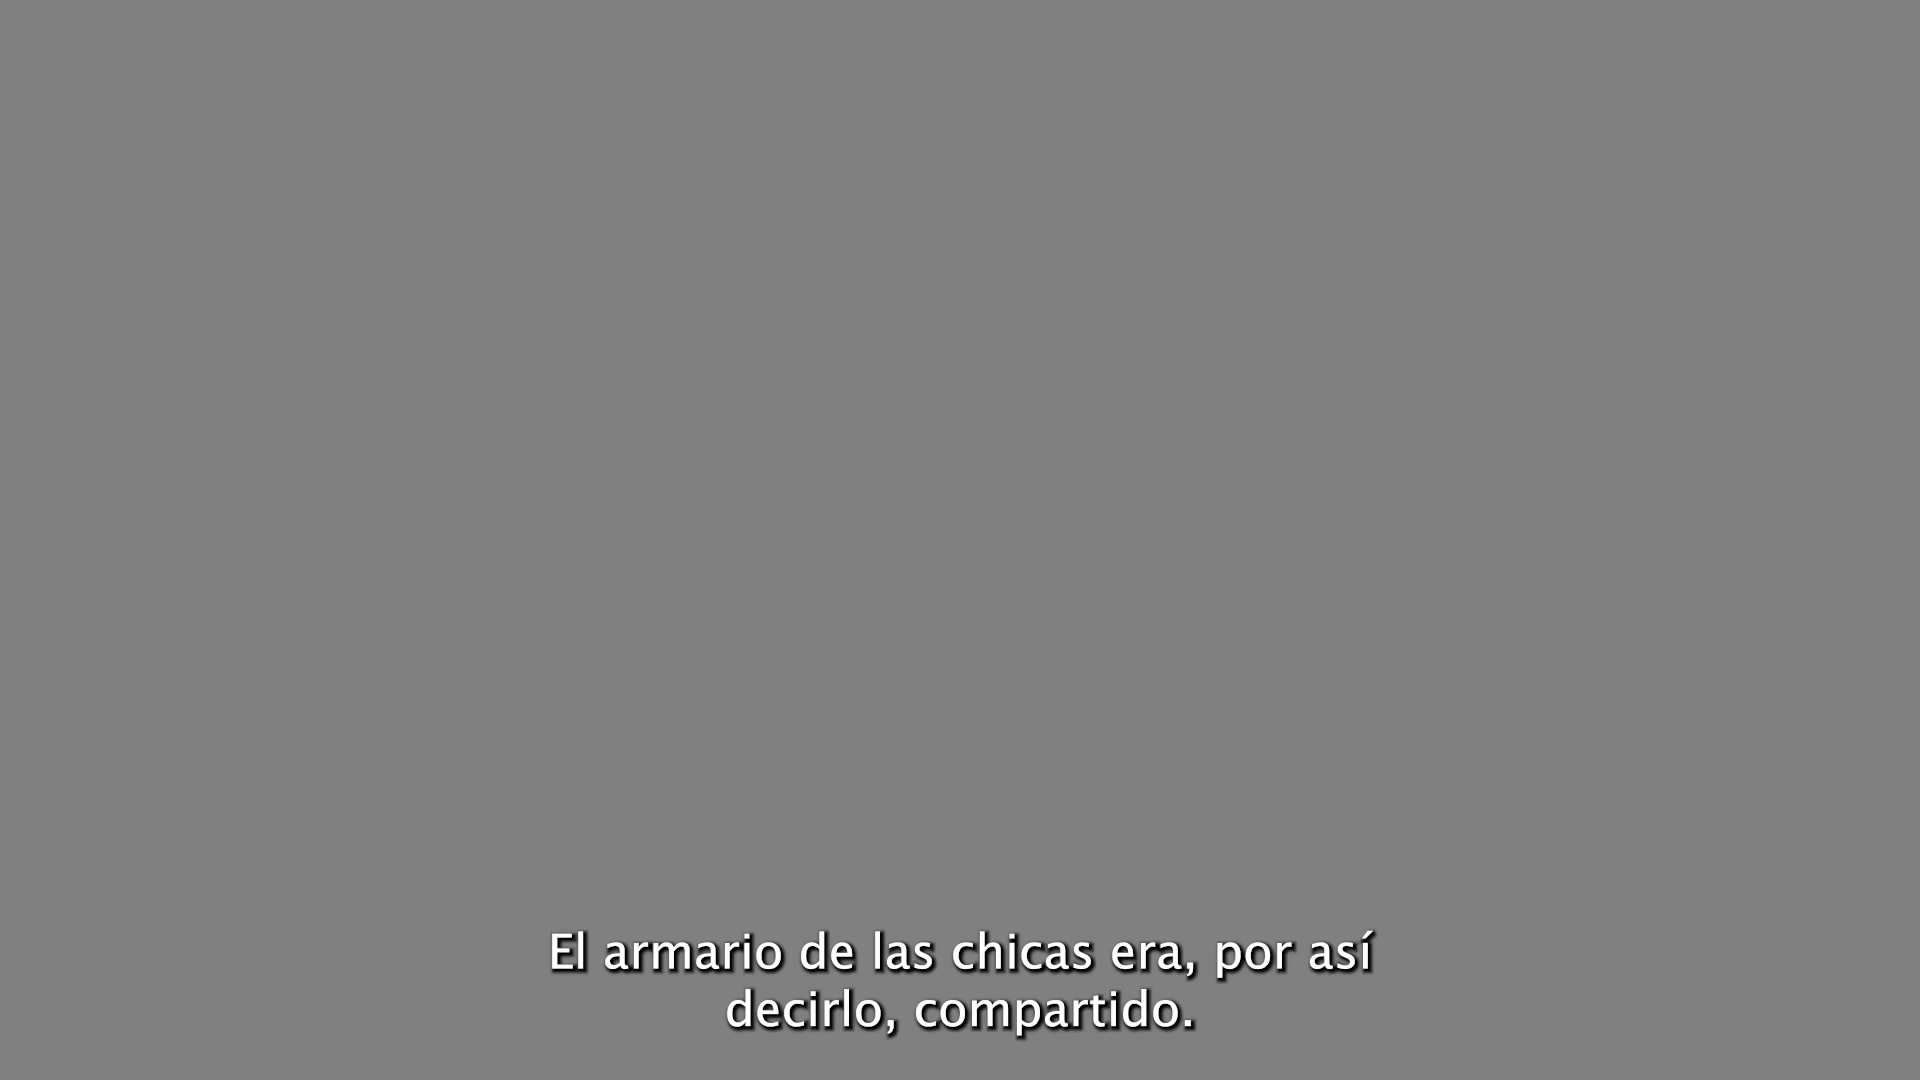 El armario de las chicas era, por así
decirlo, compartido.